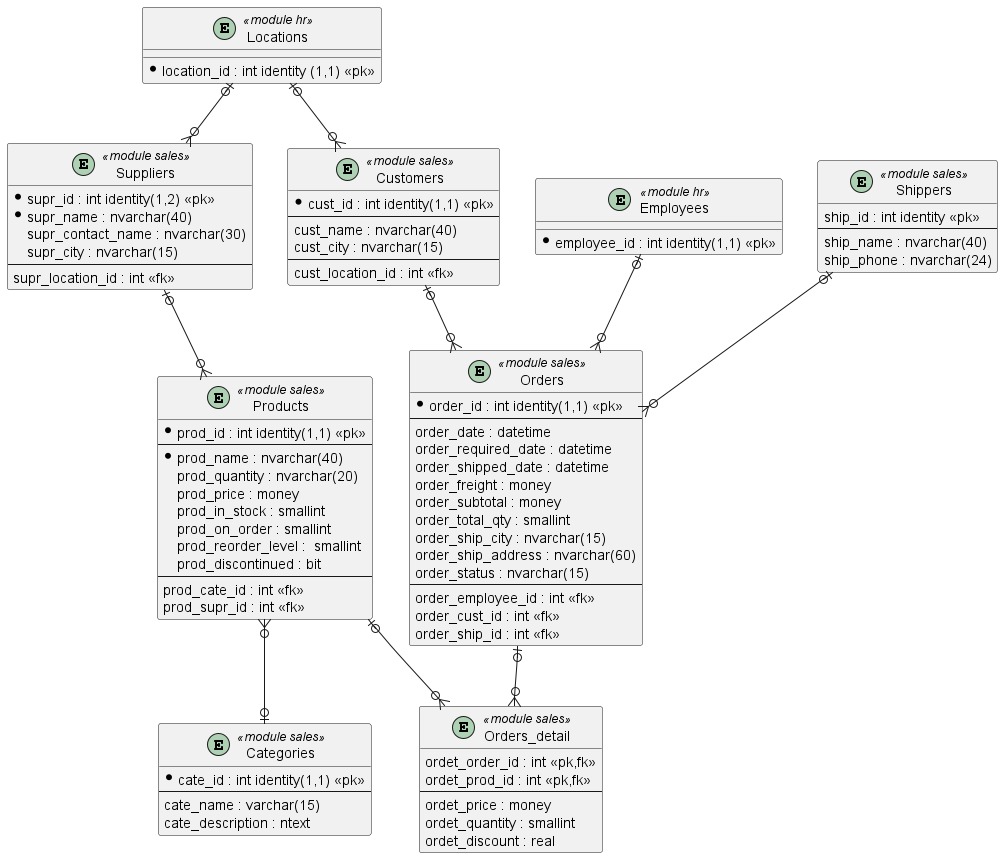 E «module hr»
Locations
location_id : int identity (1,1) «pk»
E «module sales»
Suppliers
supr_id : int identity(1,2) «pk»
supr_name : nvarchar(40)
supr_contact_name : nvarchar(30)
supr_city : nvarchar(15)
supr_location_id : int «fk»
E «module sales»
Customers
cust_id : int identity(1,1) «pk»
cust_name : nvarchar(40)
cust_city : nvarchar(15)
cust_location_id : int «fk»
E «module hr»
Employees
employee_id : int identity(1,1) «pk»
E «module sales»
Shippers
ship_id : int identity «pk»
ship_name : nvarchar(40)
ship_phone : nvarchar(24)
E «module sales»
Products
prod_id : int identity(1,1) «pk»
prod_name : nvarchar(40)
prod_quantity : nvarchar(20)
prod_price : money
prod_in_stock : smallint
prod_on_order : smallint
prod_reorder_level :  smallint
prod_discontinued : bit
prod_cate_id : int «fk»
prod_supr_id : int «fk»
E «module sales»
Orders
order_id : int identity(1,1) «pk»
order_date : datetime
order_required_date : datetime
order_shipped_date : datetime
order_freight : money
order_subtotal : money
order_total_qty : smallint
order_ship_city : nvarchar(15)
order_ship_address : nvarchar(60)
order_status : nvarchar(15)
order_employee_id : int «fk»
order_cust_id : int «fk»
order_ship_id : int «fk»
E «module sales»
Categories
cate_id : int identity(1,1) «pk»
cate_name : varchar(15)
cate_description : ntext
E «module sales»
Orders_detail
ordet_order_id : int «pk,fk»
ordet_prod_id : int «pk,fk»
ordet_price : money
ordet_quantity : smallint
ordet_discount : real